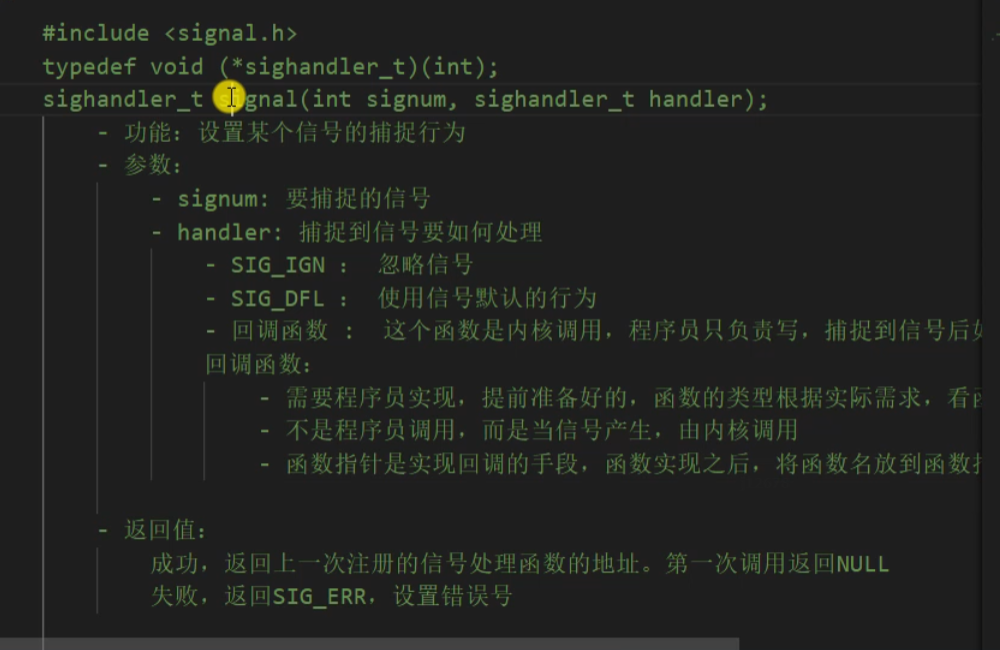 #include <signal.h>
typedef void (*sighandler_t)(int);
sighandler_t signal(int signum, sighandler_t handler);
- 功能：设置某个信号的捕捉行为
- 参数：
- signum: 要捕捉的信号
- handler: 捕捉到信号要如何处理
- SIG_IGN ： 忽略信号
- SIG_DFL ： 使用信号默认的行为
- 回调函数 ： 这个函数是内核调用，程序员只负责写，捕捉到信号后
回调函数：
- 需要程序员实现，提前准备好的，函数的类型根据实际需求，看
- 不是程序员调用，而是当信号产生，由内核调用
- 函数指针是实现回调的手段，函数实现之后，将函数名放到函数
- 返回值：
成功，返回上一次注册的信号处理函数的地址。第一次调用返回NULL
失败，返回SIG_ERR，设置错误号